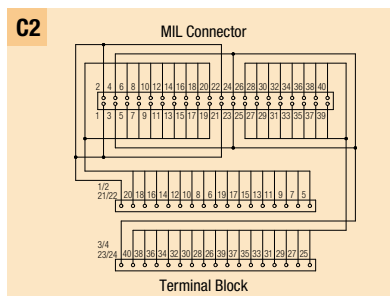 C2
MIL Connector
2 4 6 8 10 12 14 16 18 20 22 24 26 28 30 32 34 36 38 40
1 3 5 7 9 11 13 15 17 19 21 23 25 27 29 31 33 35 37 39
1/2
21/22 20 18 16 14 12 10 8 6 19 17 15 13 11 9 7 5
3/4
23/24 40 38 36 34 32 30 28 26 39 37 35 33 31 29 27 25
Terminal Block